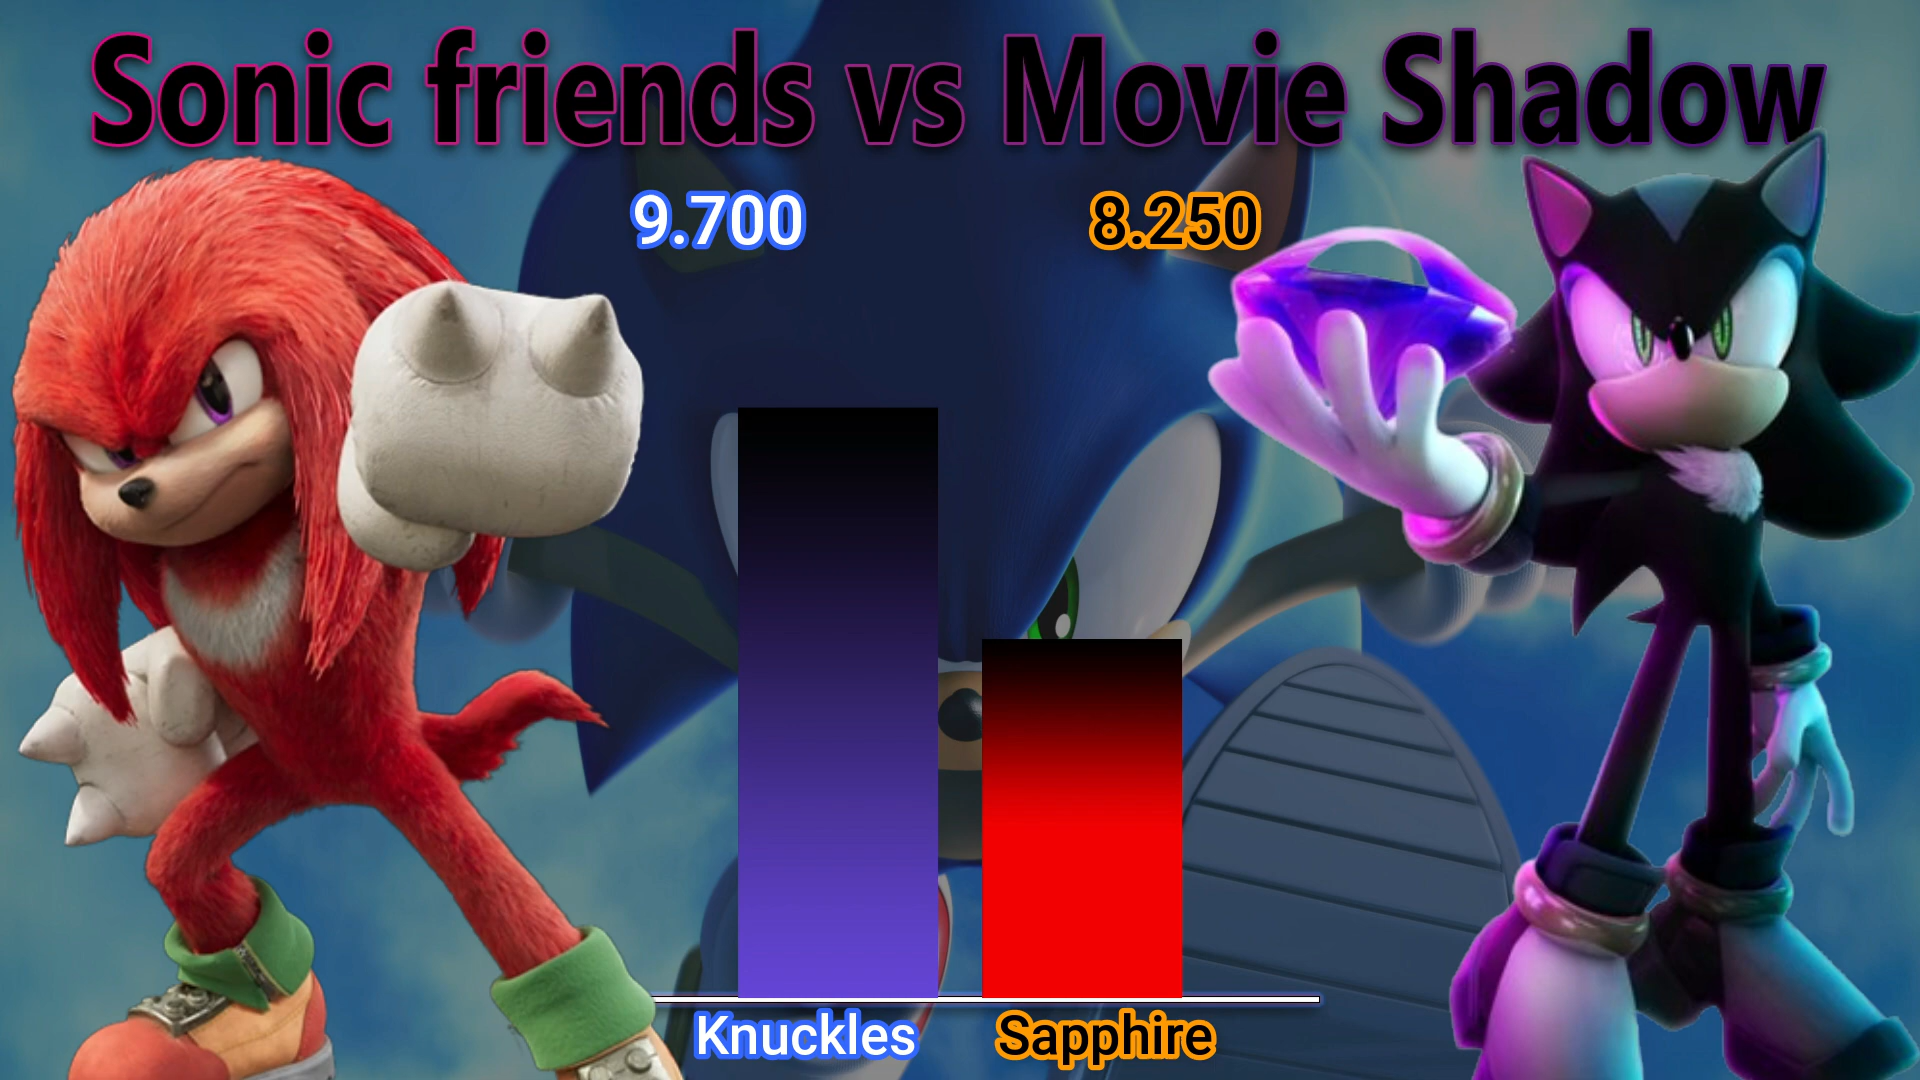 Sonic friends vs Movie Shadow
9.700
8.250
Knuckles
Sapphire